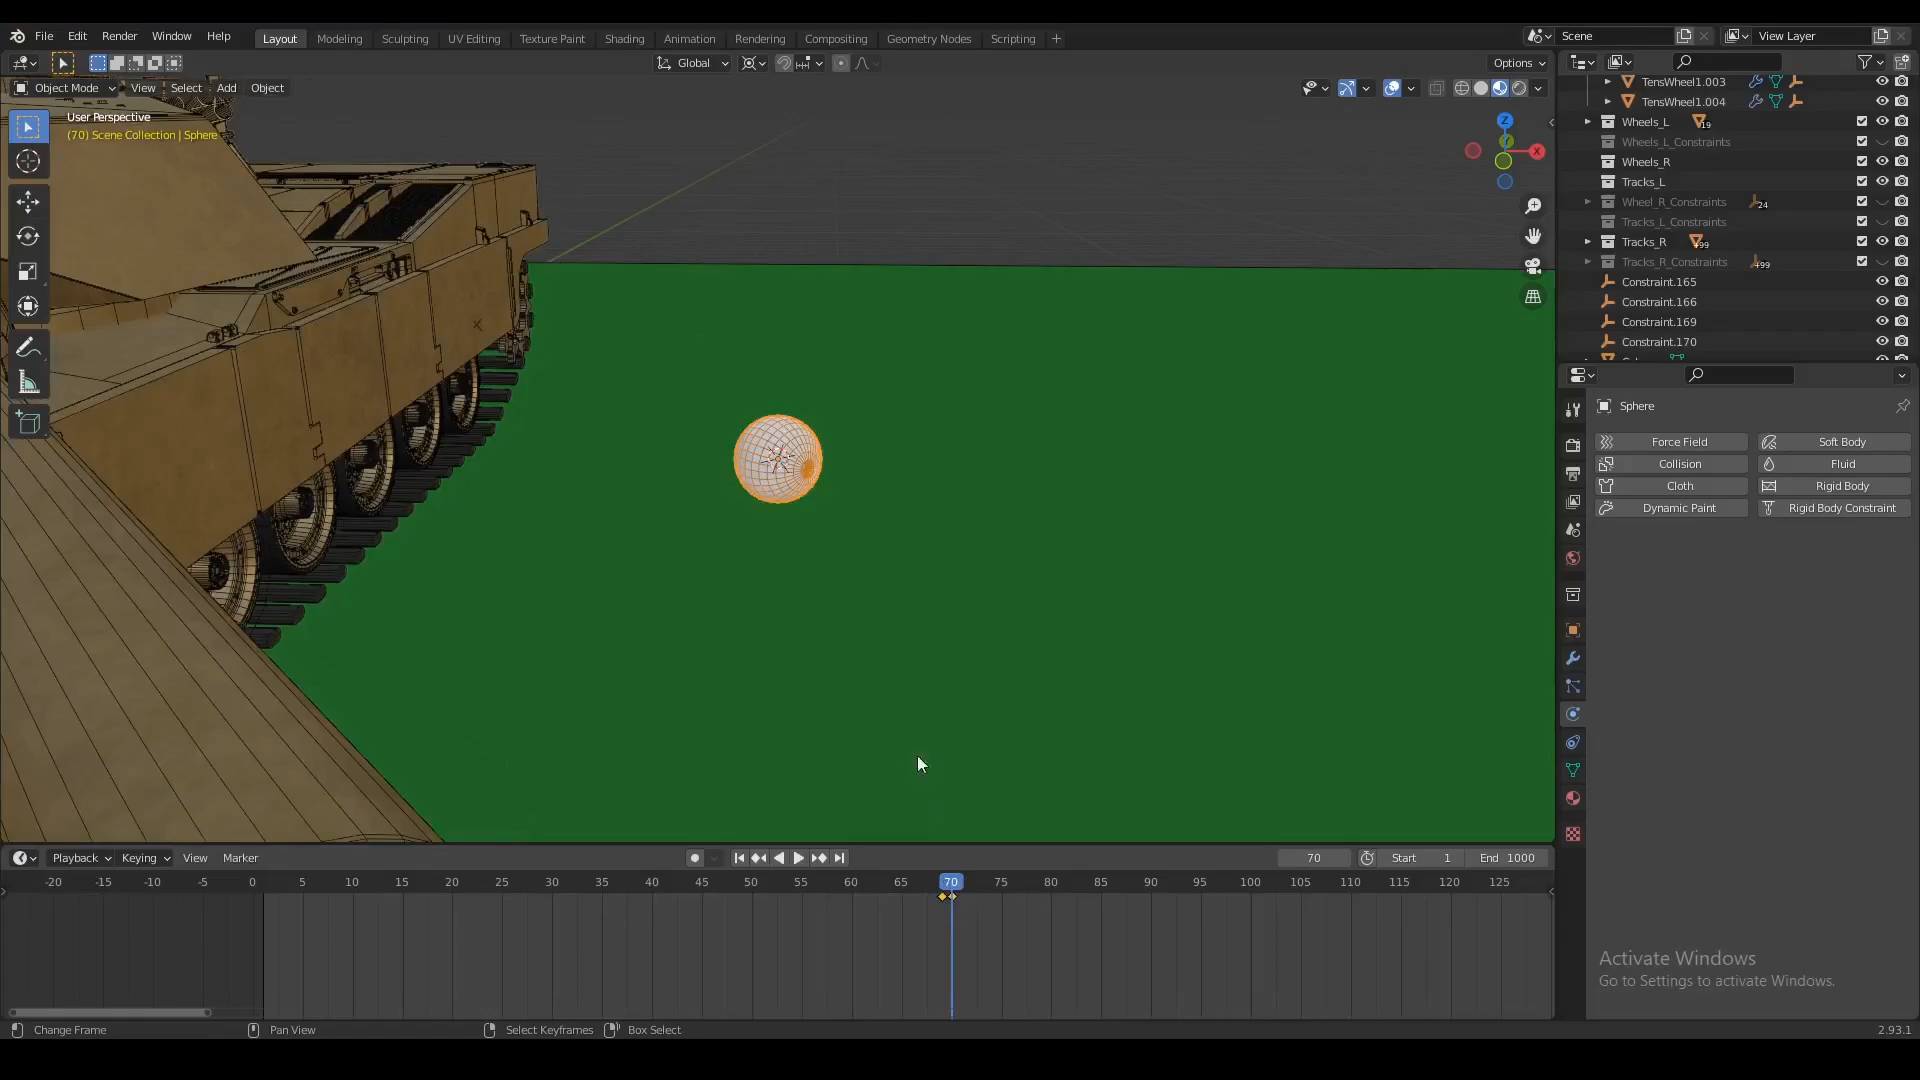 File Edit Render Window Help Layout Modeling Sculpting UV Editing Texture Paint Shading Animation Rendering Compositing Geometry Nodes Scripting Scene View Layer
Global Options
Object Mode View Select Add Object
User Perspective
(70) Scene Collection | Sphere
Z
Y
X
TensWheel1.003
TensWheel1.004
Wheels_L 19
Wheels_L_Constraints
Wheels_R
Tracks_L
Wheel_R_Constraints 24
Tracks_L_Constraints
Tracks_R +99
Tracks_R_Constraints +99
Constraint.165
Constraint.166
Constraint.169
Constraint.170
Sphere
Force Field Soft Body
Collision Fluid
Cloth Rigid Body
Dynamic Paint Rigid Body Constraint
Playback Keying View Marker 70 Start 1 End 1000
-20 -15 -10 -5 0 5 10 15 20 25 30 35 40 45 50 55 60 65 70 75 80 85 90 95 100 105 110 115 120 125
Activate Windows
Go to Settings to activate Windows.
Change Frame Pan View Select Keyframes Box Select 2.93.1